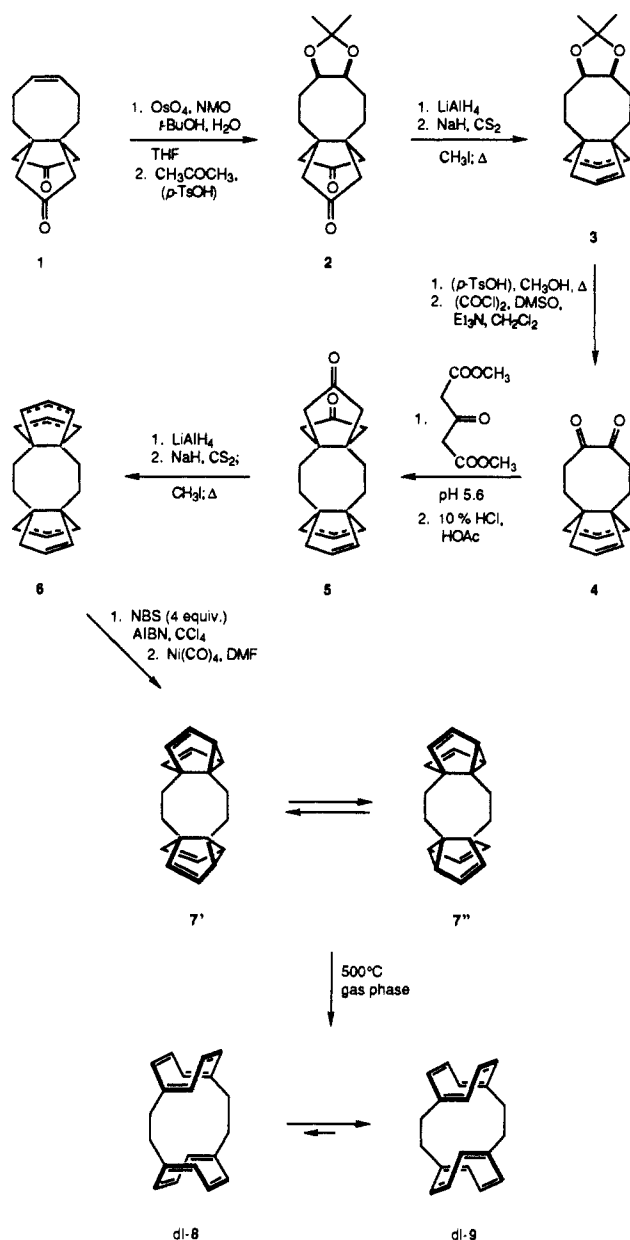 O O
1. OsO4, NMO
t-BuOH, H2O
THF
2. CH3COCH3,
(p-TsOH)
1. LiAlH4
2. NaH, CS2
CH3I; Δ
O O
O
O
O
O
1
2
3
1. (p-TsOH), CH3OH, Δ
2. (COCl)2, DMSO,
Et3N, CH2Cl2
1. LiAlH4
2. NaH, CS2;
CH3I; Δ
O
O
COOCH3
1. O
COOCH3
pH 5.6
2. 10 % HCl,
HOAc
O O
6
5
4
1. NBS (4 equiv.)
AIBN, CCl4
2. Ni(CO)4, DMF
7'
7"
500°C
gas phase
dl-8
dl-9